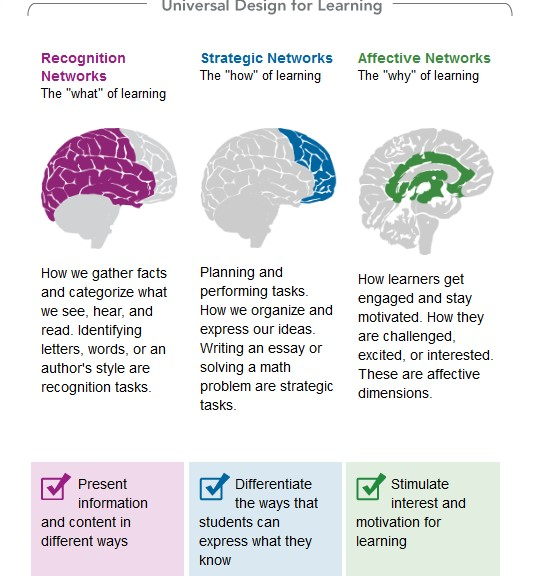 Universal Design for Learning
Recognition
Networks
The "what" of learning
Strategic Networks
The "how" of learning
Affective Networks
The "why" of learning
How we gather facts
and categorize what
we see, hear, and
read. Identifying
letters, words, or an
author's style are
recognition tasks.
Planning and
performing tasks.
How we organize and
express our ideas.
Writing an essay or
solving a math
problem are strategic
tasks.
How learners get
engaged and stay
motivated. How they
are challenged,
excited, or interested.
These are affective
dimensions.
Present
information
and content in
different ways
Differentiate
the ways that
students can
express what they
know
Stimulate
interest and
motivation for
learning